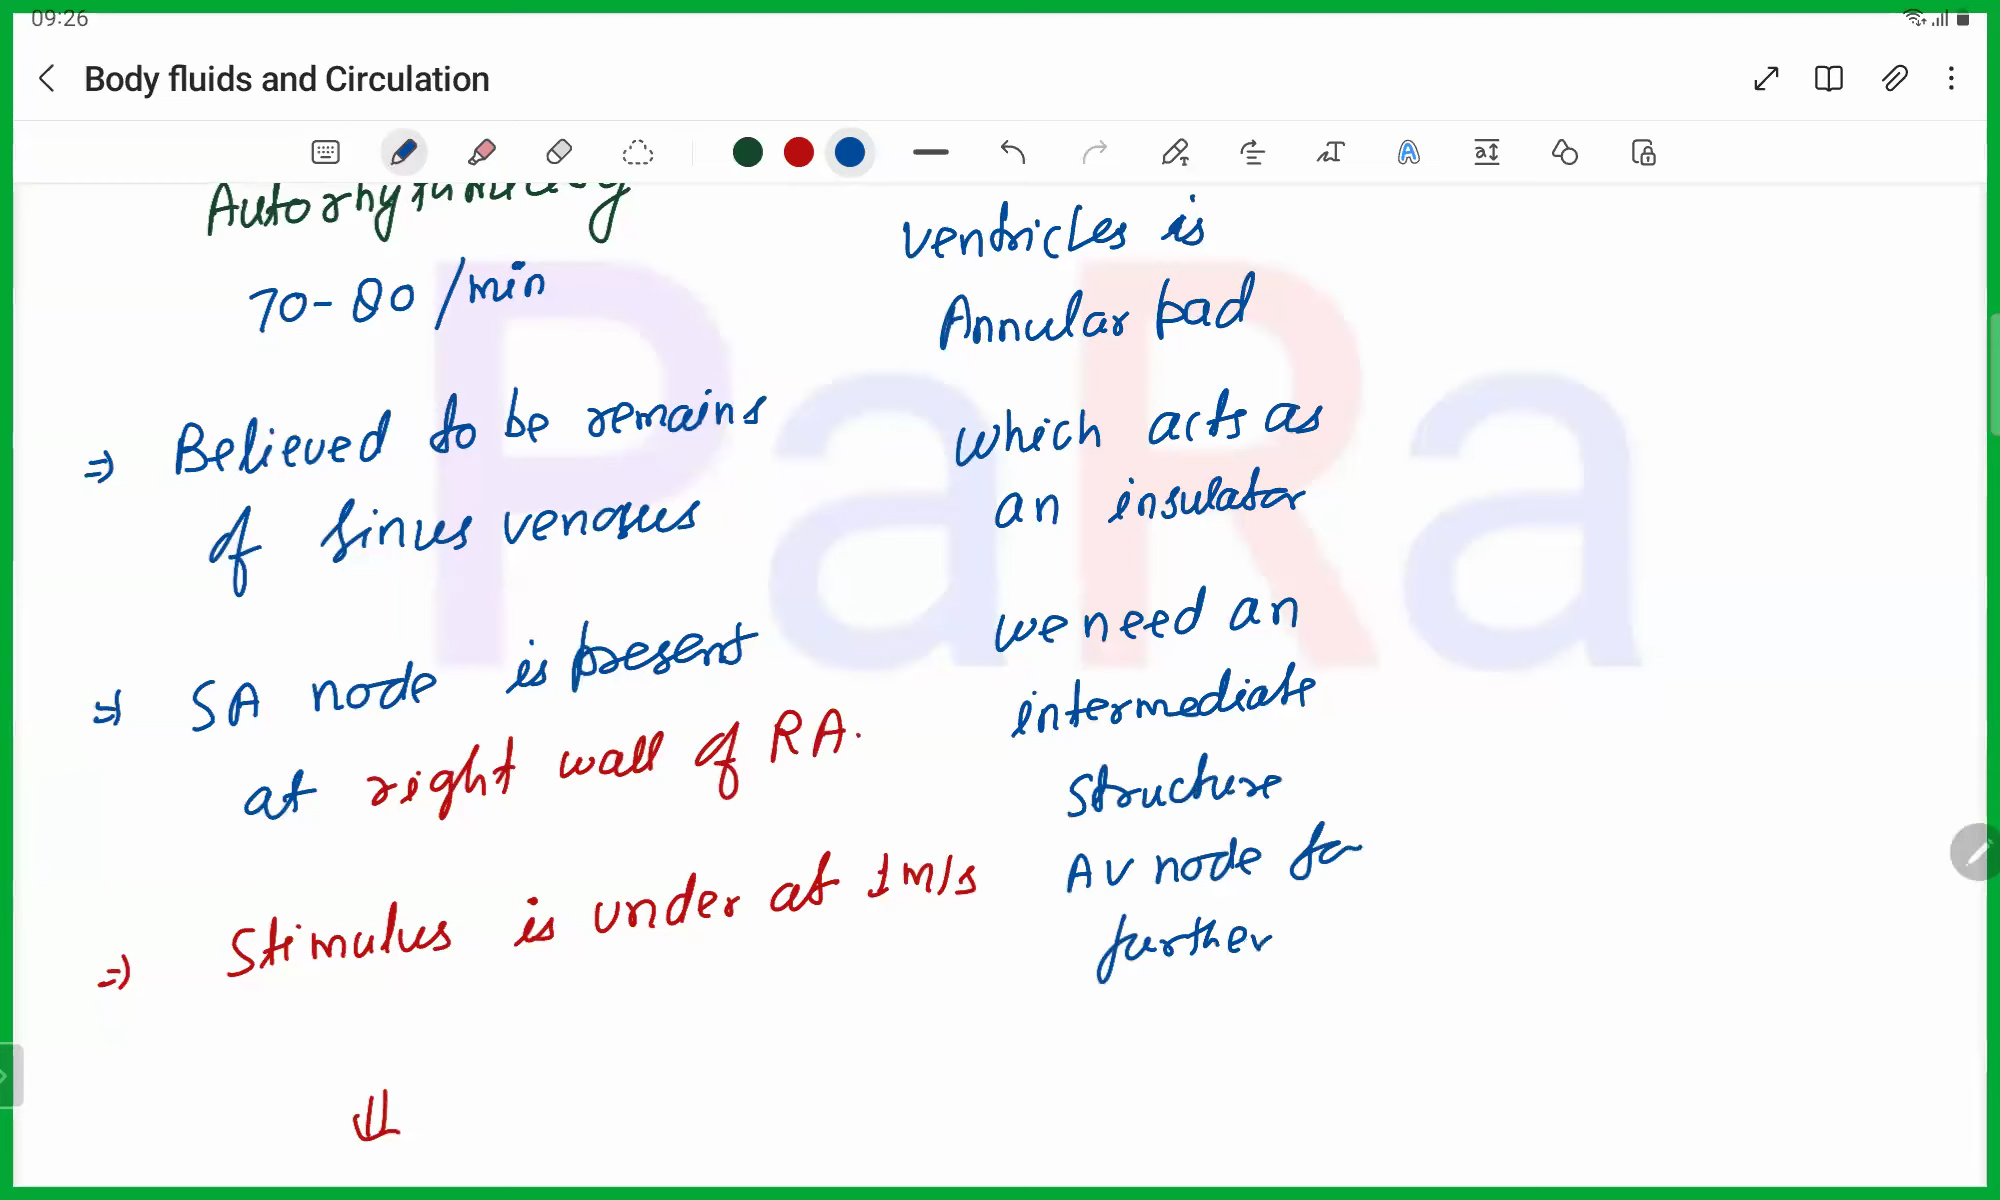 09:26
Body fluids and Circulation
Autorhythmicity
70-80/min
=> Believed to be remains
of sinus venosus
=> SA node is present
at right wall of RA.
=> Stimulus is under at 1m/s
ventricles is
Annular pad
which acts as
an insulator
we need an
intermediate
structure
AV node for
further
PaRa